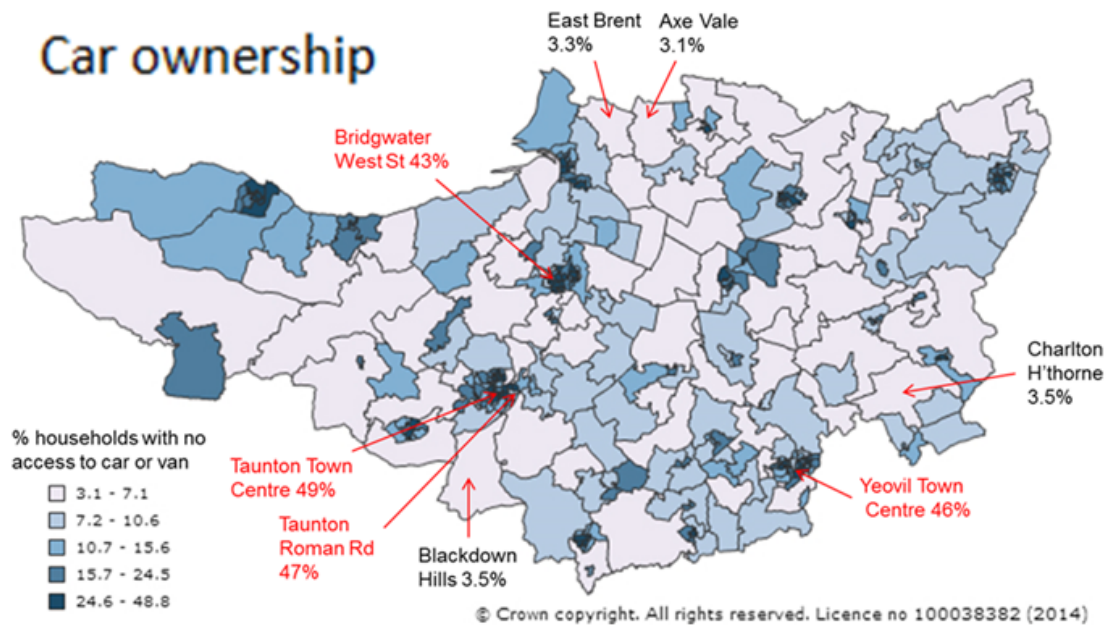 Car ownership
East Brent
3.3%
Axe Vale
3.1%
Bridgwater
West St 43%
Charlton
H'thorne
3.5%
% households with no
access to car or van
3.1 - 7.1
7.2 - 10.6
10.7 - 15.6
15.7 - 24.5
24.6 - 48.8
Taunton Town
Centre 49%
Taunton
Roman Rd
47%
Blackdown
Hills 3.5%
Yeovil Town
Centre 46%
© Crown copyright. All rights reserved. Licence no 100038382 (2014)